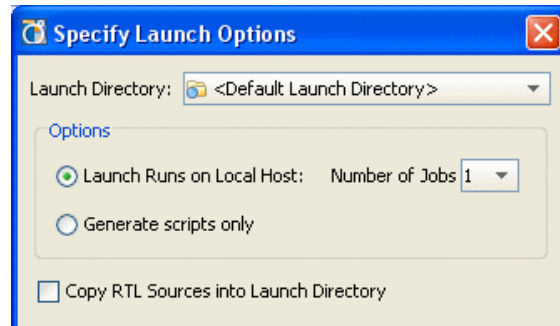 Specify Launch Options
Launch Directory: <Default Launch Directory>
Options
Launch Runs on Local Host: Number of Jobs 1
Generate scripts only
Copy RTL Sources into Launch Directory